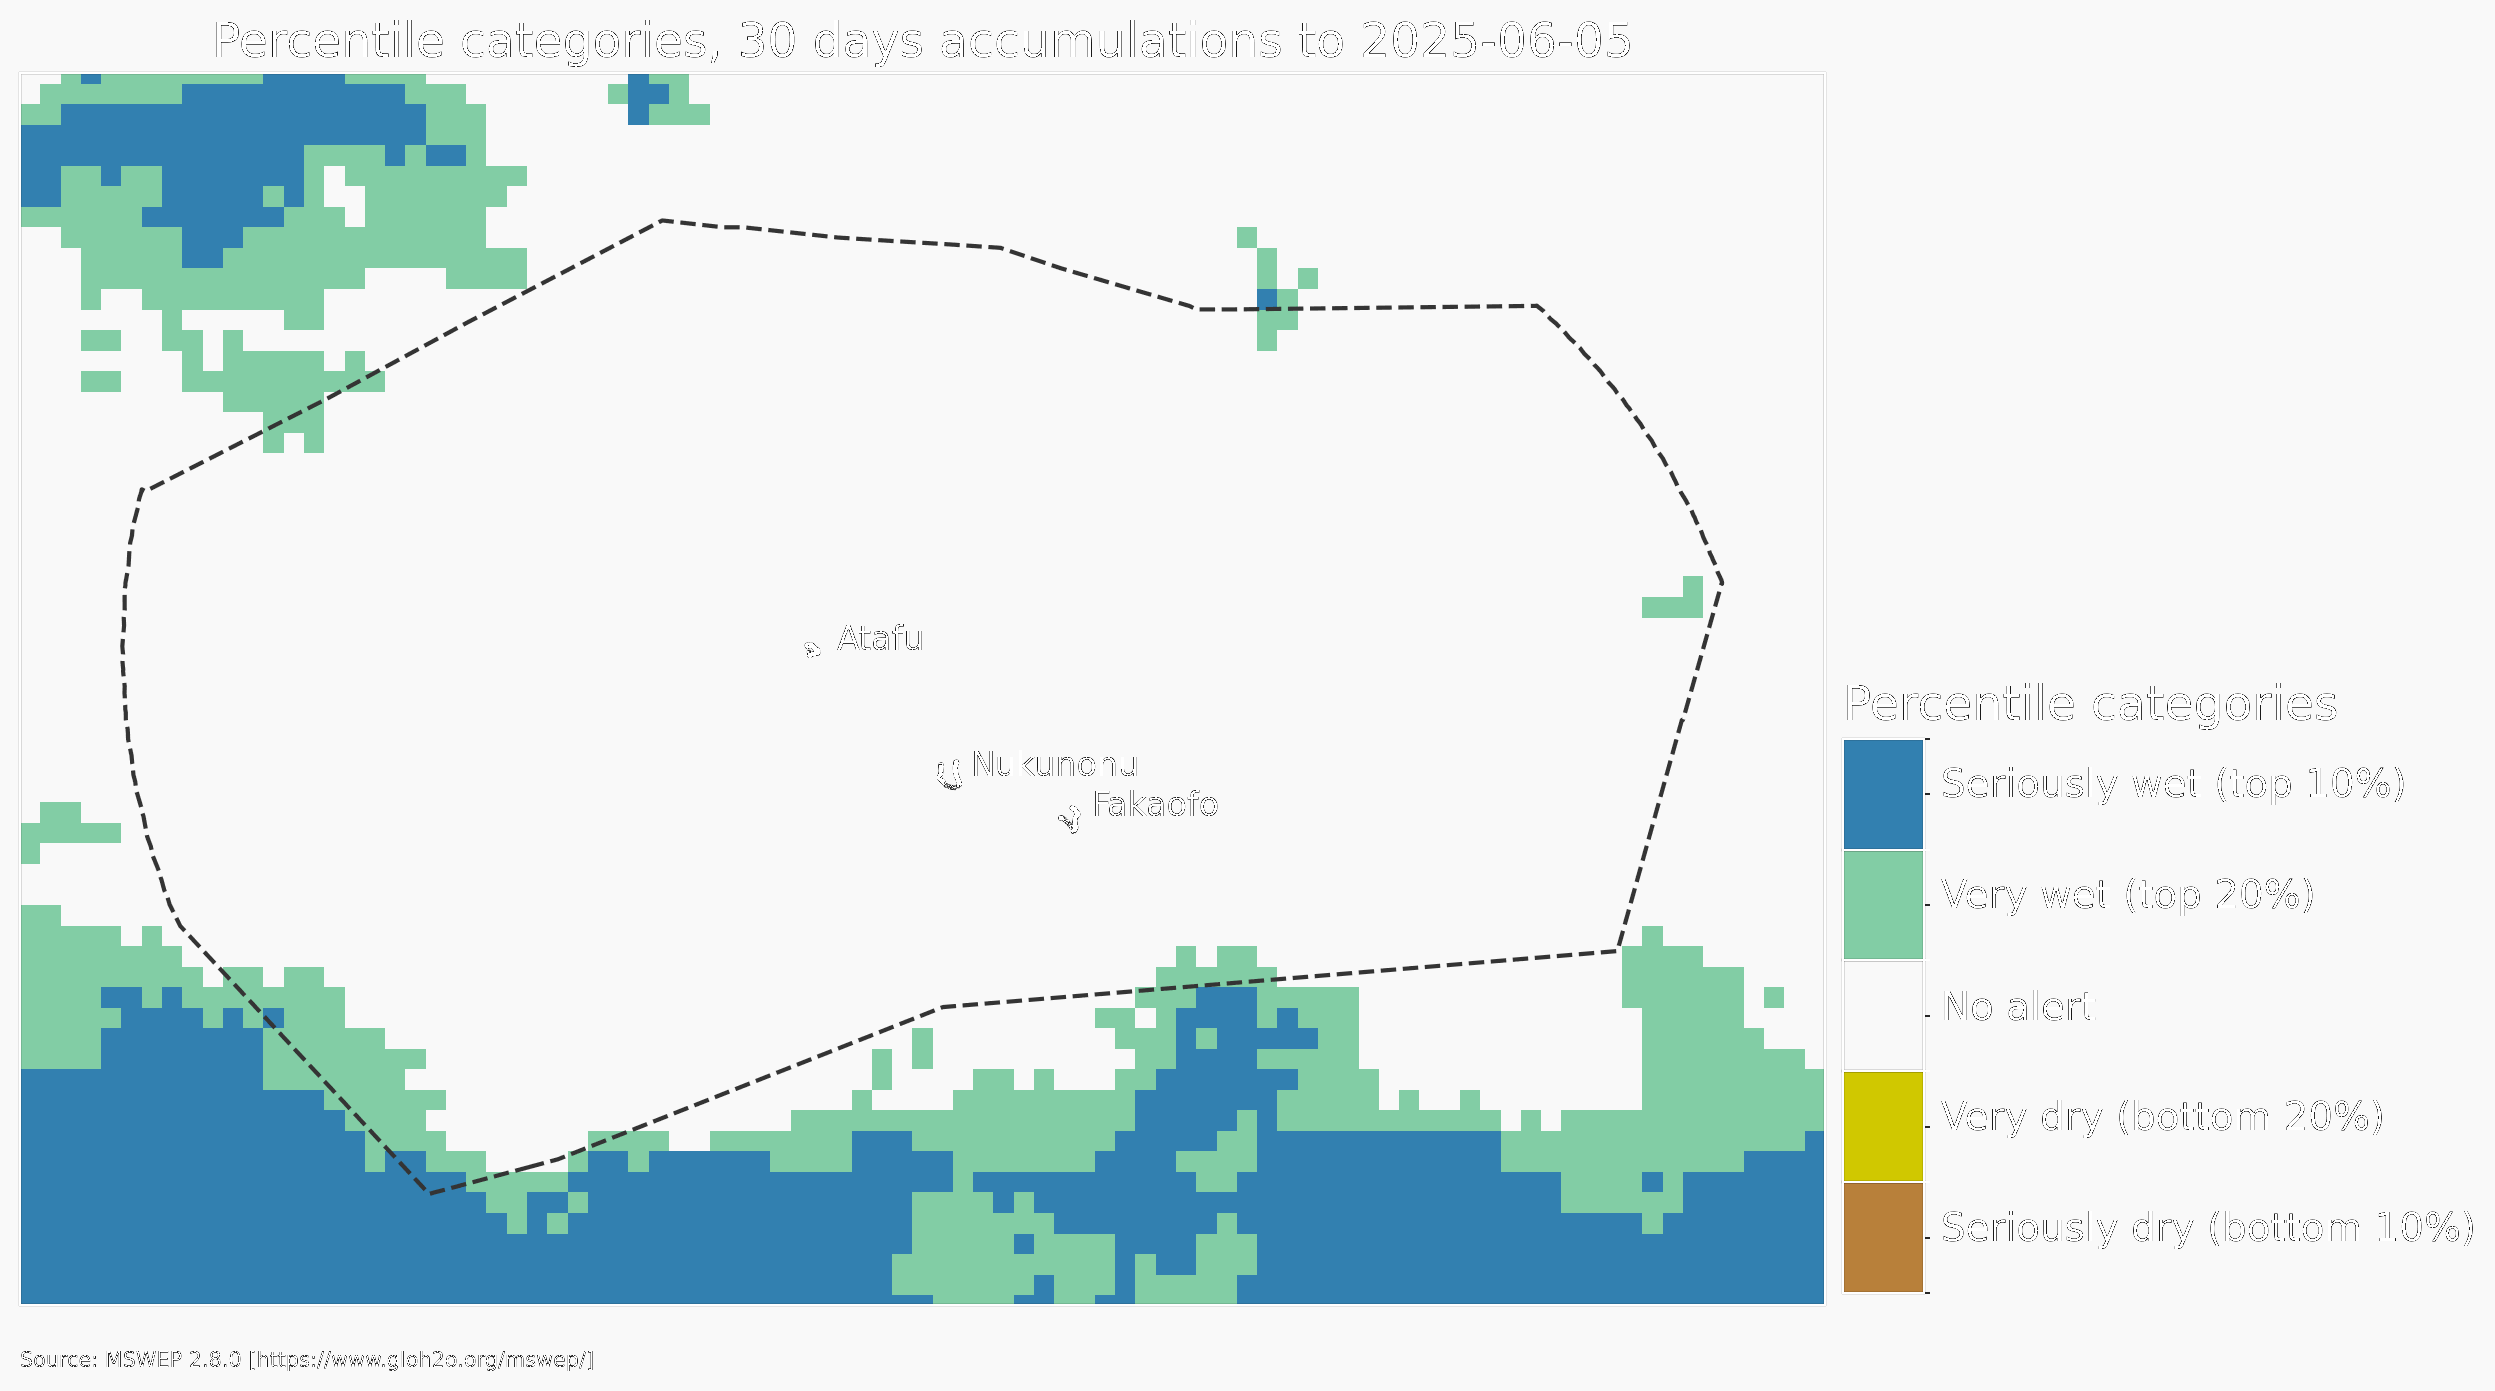 Percentile categories, 30 days accumulations to 2025-06-05
Atafu
Nukunonu
Fakaofo
Percentile categories
Seriously wet (top 10%)
Very wet (top 20%)
No alert
Very dry (bottom 20%)
Seriously dry (bottom 10%)
Source: MSWEP 2.8.0 [https://www.gloh2o.org/mswep/]